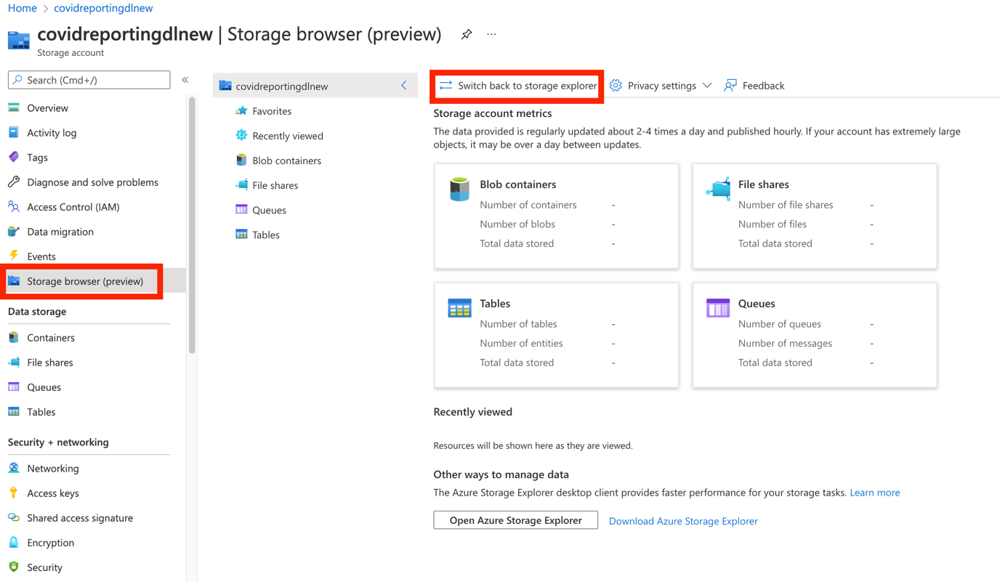 Home > covidreportingdlnew
covidreportingdlnew | Storage browser (preview) ...
Storage account
Search (Cmd+/) «
Overview
Activity log
Tags
Diagnose and solve problems
Access Control (IAM)
Data migration
Events
Storage browser (preview)
Data storage
Containers
File shares
Queues
Tables
Security + networking
Networking
Access keys
Shared access signature
Encryption
Security
covidreportingdlnew
Favorites
Recently viewed
Blob containers
File shares
Queues
Tables
Switch back to storage explorer Privacy settings Feedback
Storage account metrics
The data provided is regularly updated about 2-4 times a day and published hourly. If your account has extremely large
objects, it may be over a day between updates.
Blob containers
Number of containers -
Number of blobs -
Total data stored -
File shares
Number of file shares -
Number of files -
Total data stored -
Tables
Number of tables -
Number of entities -
Total data stored -
Queues
Number of queues -
Number of messages -
Total data stored -
Recently viewed
Resources will be shown here as they are viewed.
Other ways to manage data
The Azure Storage Explorer desktop client provides faster performance for your storage tasks. Learn more
Open Azure Storage Explorer Download Azure Storage Explorer